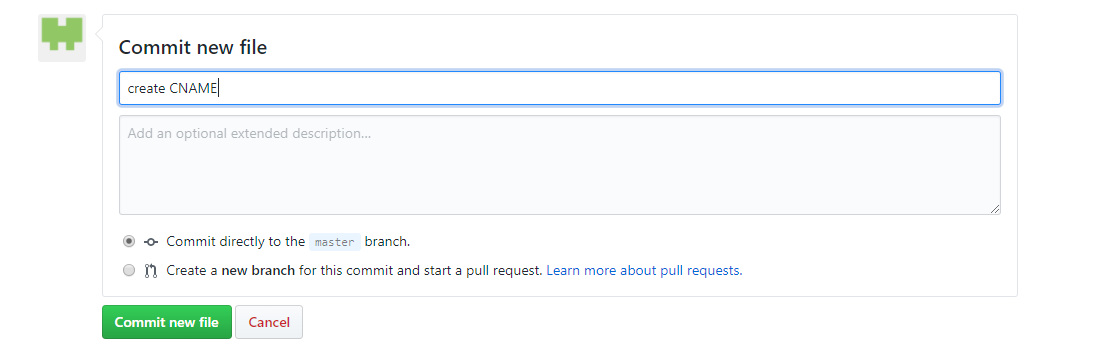 Commit new file
create CNAME
Add an optional extended description...
Commit directly to the master branch.
Create a new branch for this commit and start a pull request. Learn more about pull requests.
Commit new file Cancel